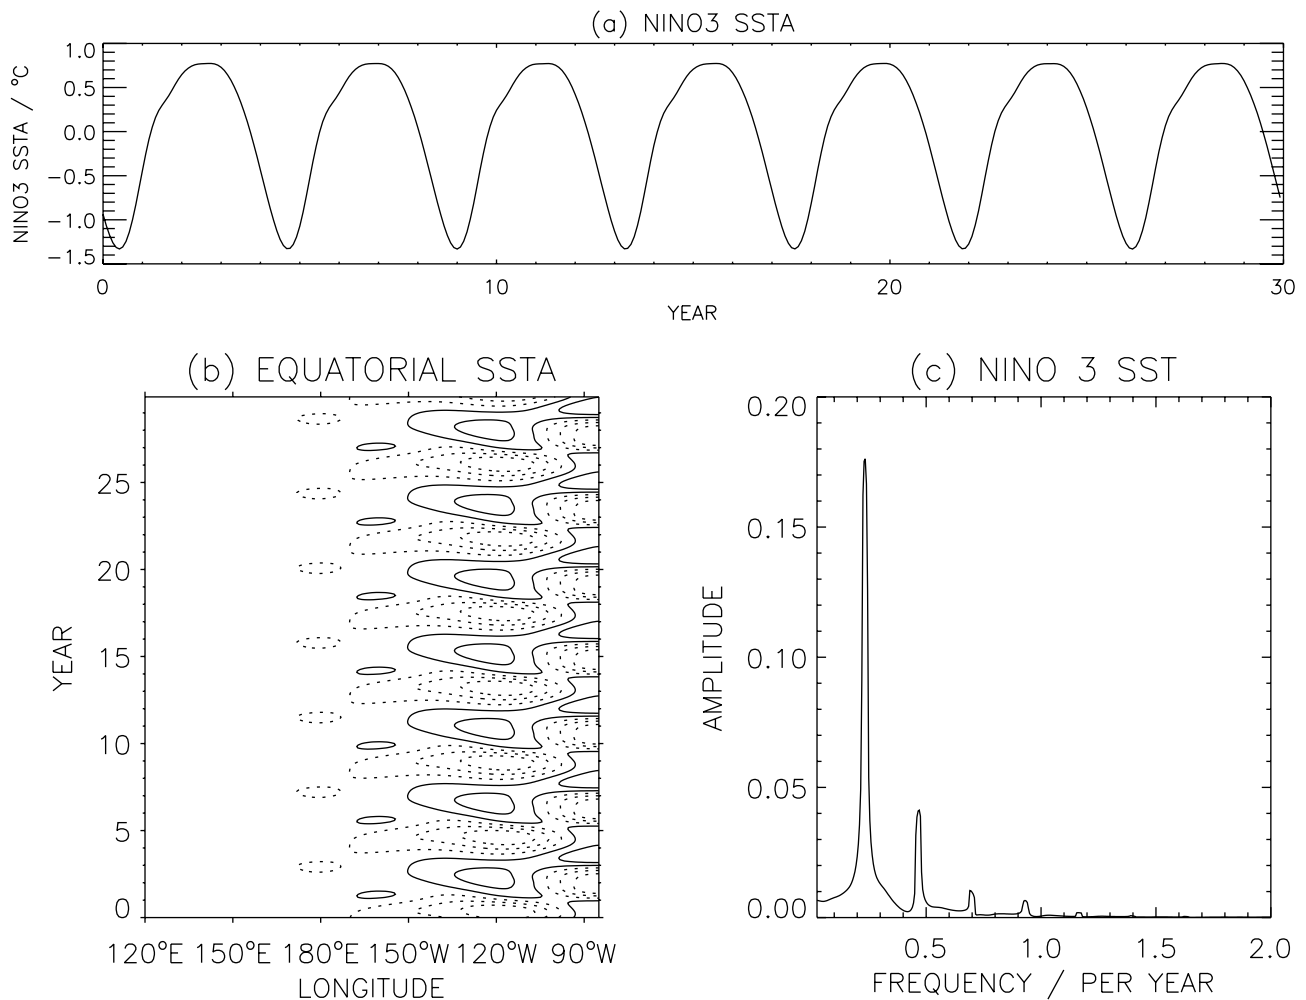 (a) NINO3 SSTA
1.0
0.5
0.0
−0.5
−1.0
−1.5
NINO3 SSTA / °C
0 10 20 30
YEAR
(b) EQUATORIAL SSTA
25
20
15
10
5
0
YEAR
120°E 150°E 180°E 150°W 120°W 90°W
LONGITUDE
(c) NINO 3 SST
0.20
0.15
0.10
0.05
0.00
AMPLITUDE
0.5 1.0 1.5 2.0
FREQUENCY / PER YEAR